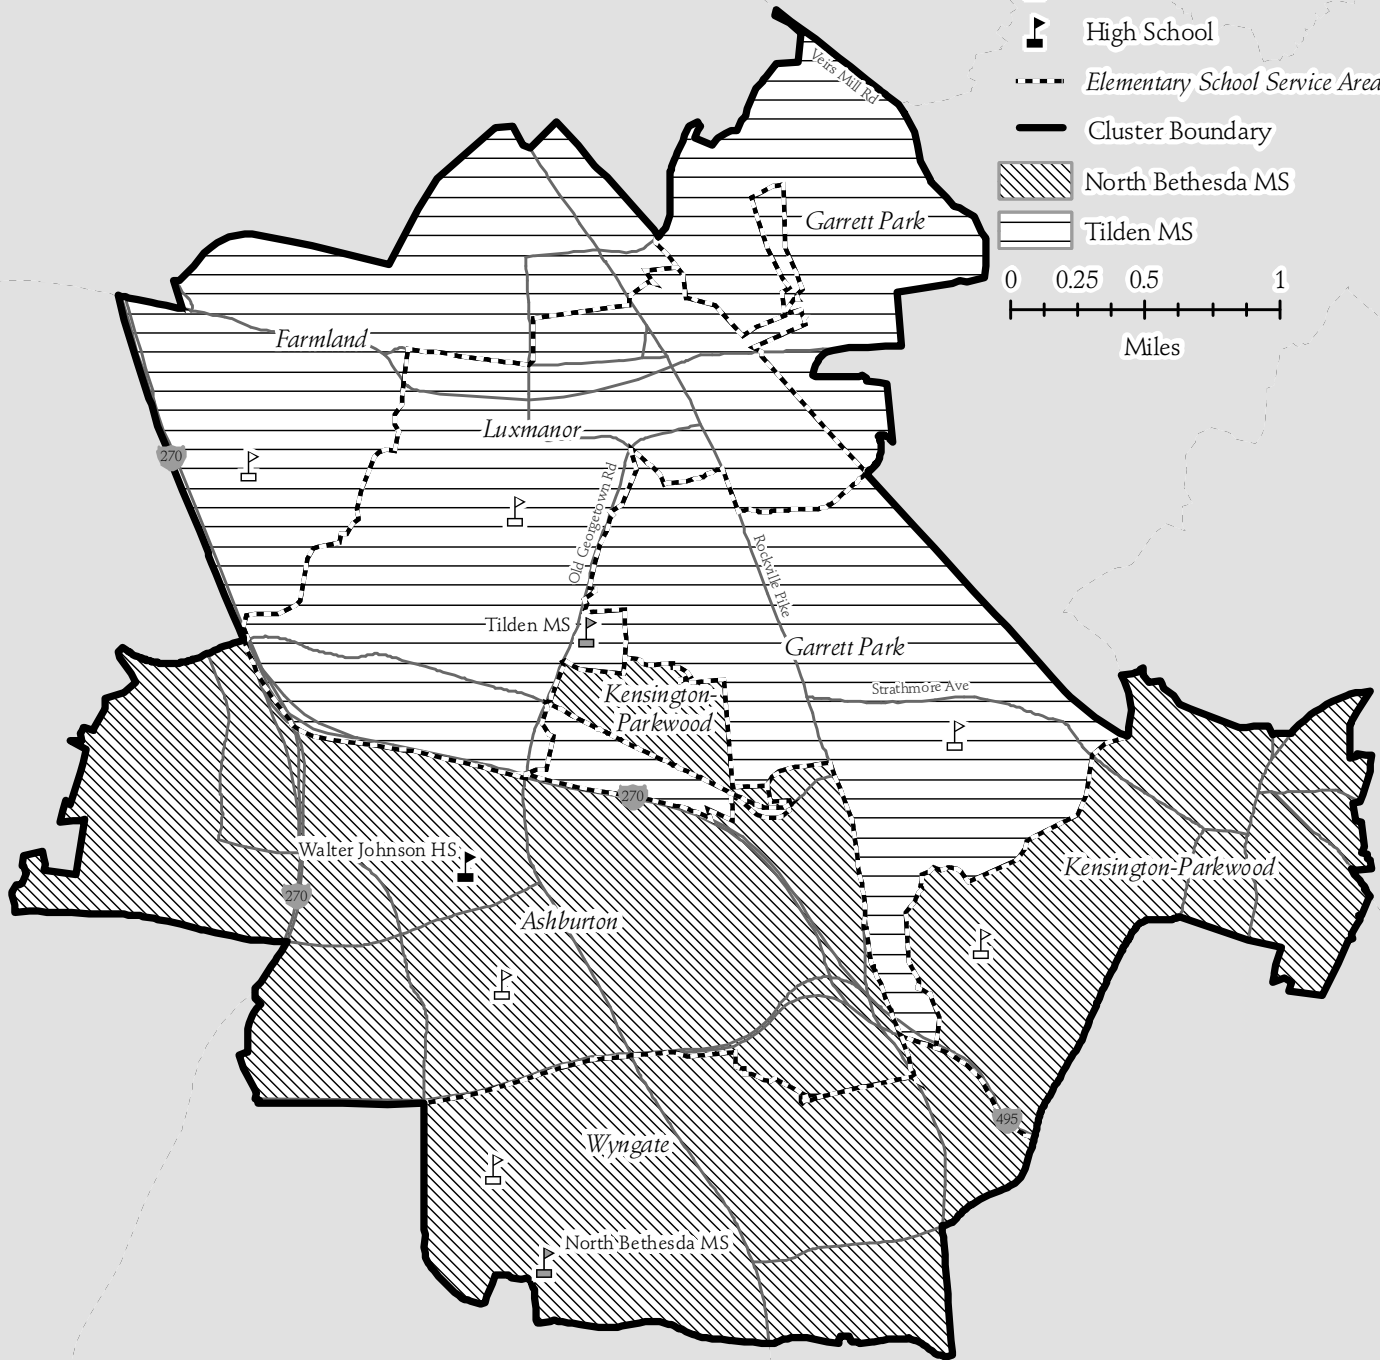 High School
Elementary School Service Area
Cluster Boundary
North Bethesda MS
Tilden MS
0 0.25 0.5 1
Miles
Veirs Mill Rd
Garrett Park
Farmland
Luxmanor
270
Old Georgetown Rd
Rockville Pike
Tilden MS
Garrett Park
Kensington-
Parkwood
Strathmore Ave
270
Walter Johnson HS
270
Kensington-Parkwood
Ashburton
495
Wyngate
North Bethesda MS